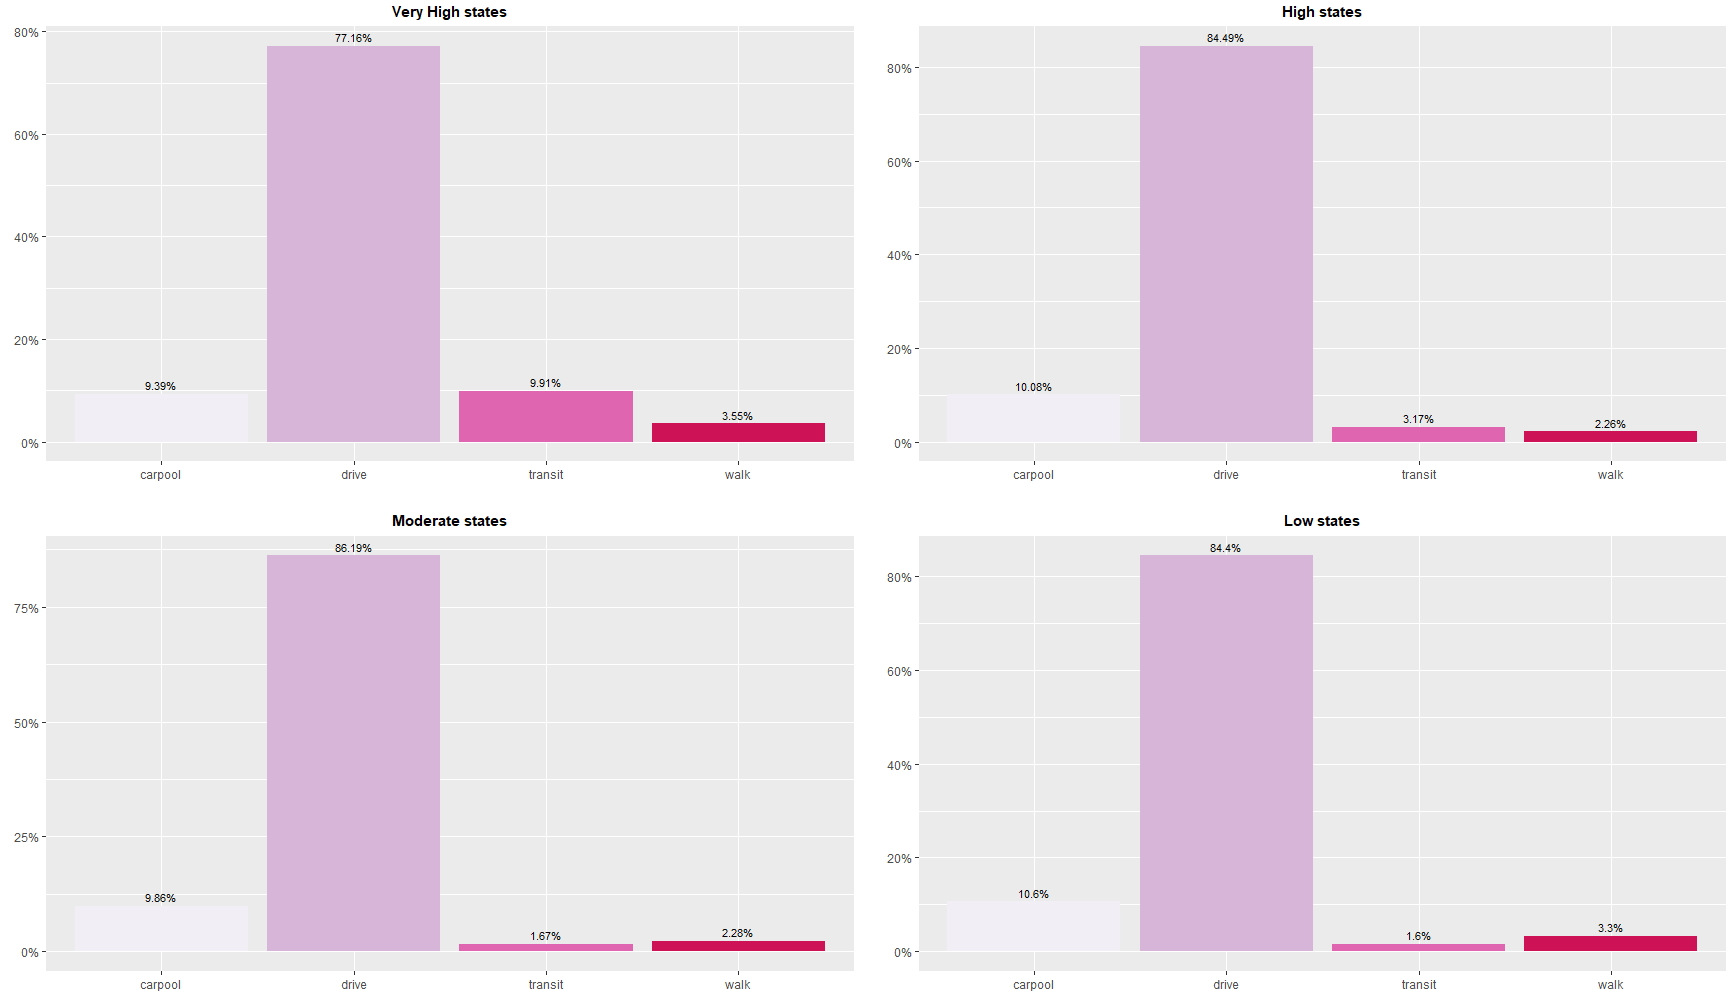 Very High states
80%
60%
40%
20%
0%
9.39%
77.16%
9.91%
3.55%
carpool
drive
transit
walk
High states
80%
60%
40%
20%
0%
10.08%
84.49%
3.17%
2.26%
carpool
drive
transit
walk
Moderate states
75%
50%
25%
0%
9.86%
86.19%
1.67%
2.28%
carpool
drive
transit
walk
Low states
80%
60%
40%
20%
0%
10.6%
84.4%
1.6%
3.3%
carpool
drive
transit
walk